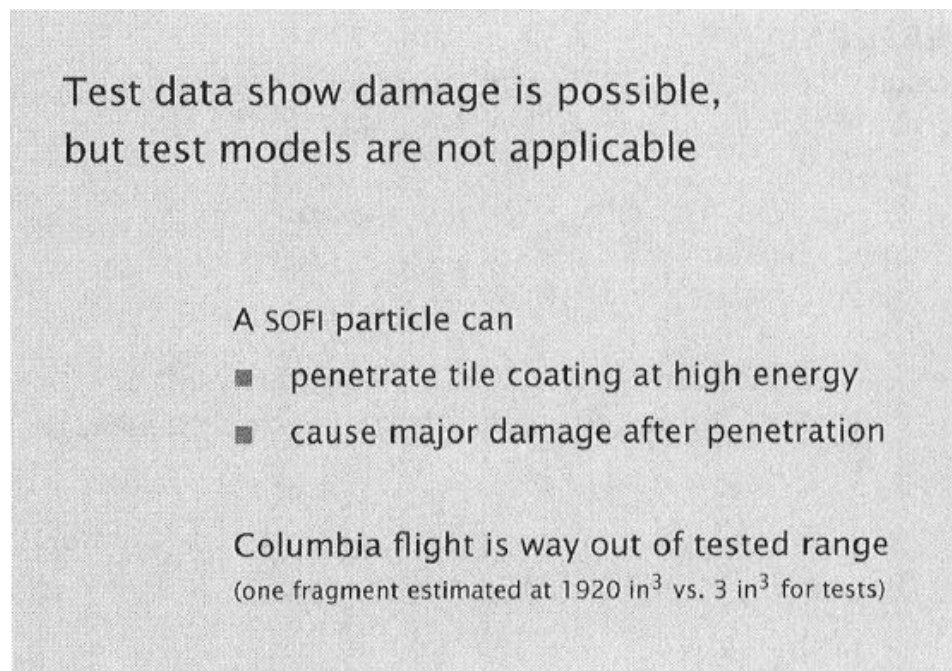 Test data show damage is possible,
but test models are not applicable
A SOFI particle can
▪ penetrate tile coating at high energy
▪ cause major damage after penetration
Columbia flight is way out of tested range
(one fragment estimated at 1920 in³ vs. 3 in³ for tests)